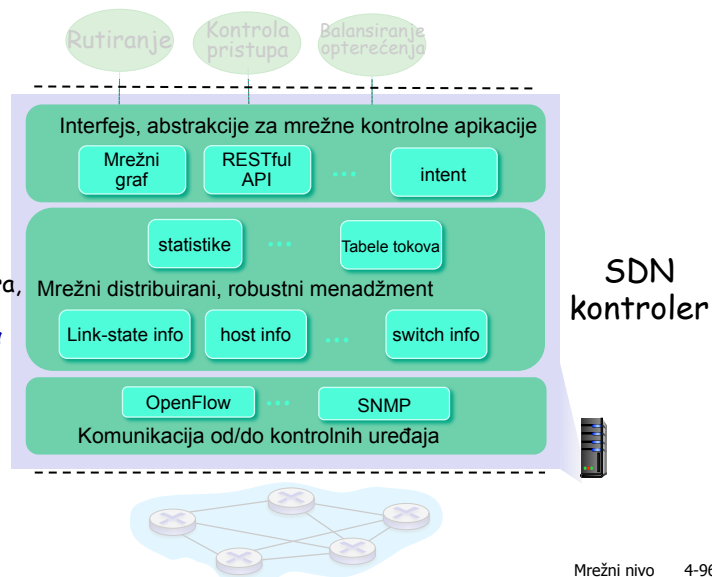 Rutiranje
Kontrola
pristupa
Balansiranje
opterećenja
Interfejs, abstrakcije za mrežne kontrolne apikacije
Mrežni
graf
RESTful
API
...
intent
statistike
...
Tabele tokova
Mrežni distribuirani, robustni menadžment
Link-state info
host info
...
switch info
OpenFlow
...
SNMP
Komunikacija od/do kontrolnih uređaja
SDN
kontroler
Mrežni nivo 4-96